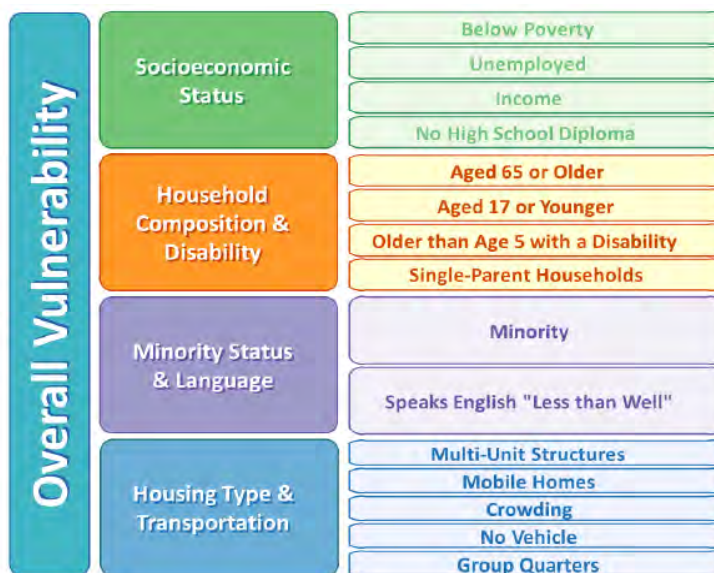 Overall Vulnerability
Socioeconomic
Status
Below Poverty
Unemployed
Income
No High School Diploma
Household
Composition &
Disability
Aged 65 or Older
Aged 17 or Younger
Older than Age 5 with a Disability
Single-Parent Households
Minority Status
& Language
Minority
Speaks English "Less than Well"
Housing Type &
Transportation
Multi-Unit Structures
Mobile Homes
Crowding
No Vehicle
Group Quarters